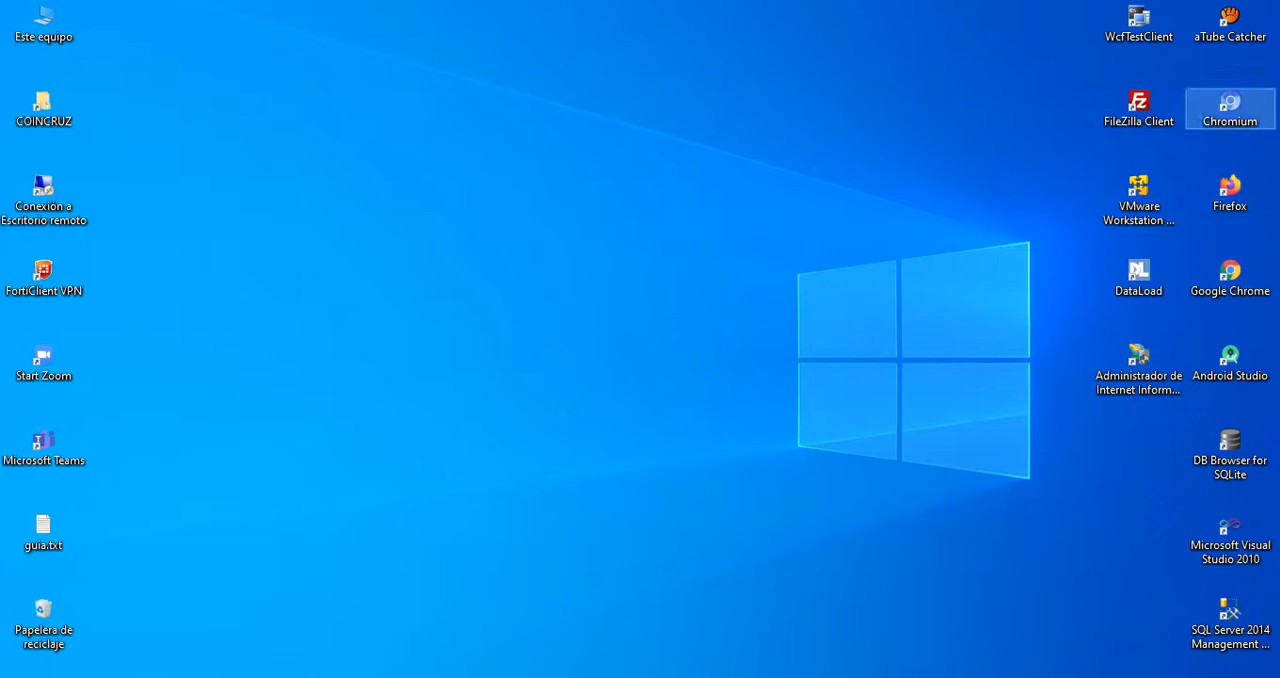 Este equipo
COINCRUZ
Conexión a
Escritorio remoto
FortiClient VPN
Start Zoom
Microsoft Teams
guia.txt
Papelera de
reciclaje
WcfTestClient
FileZilla Client
VMware
Workstation ...
DataLoad
Administrador de
Internet Inform...
aTube Catcher
Chromium
Firefox
Google Chrome
Android Studio
DB Browser for
SQLite
Microsoft Visual
Studio 2010
SQL Server 2014
Management ...